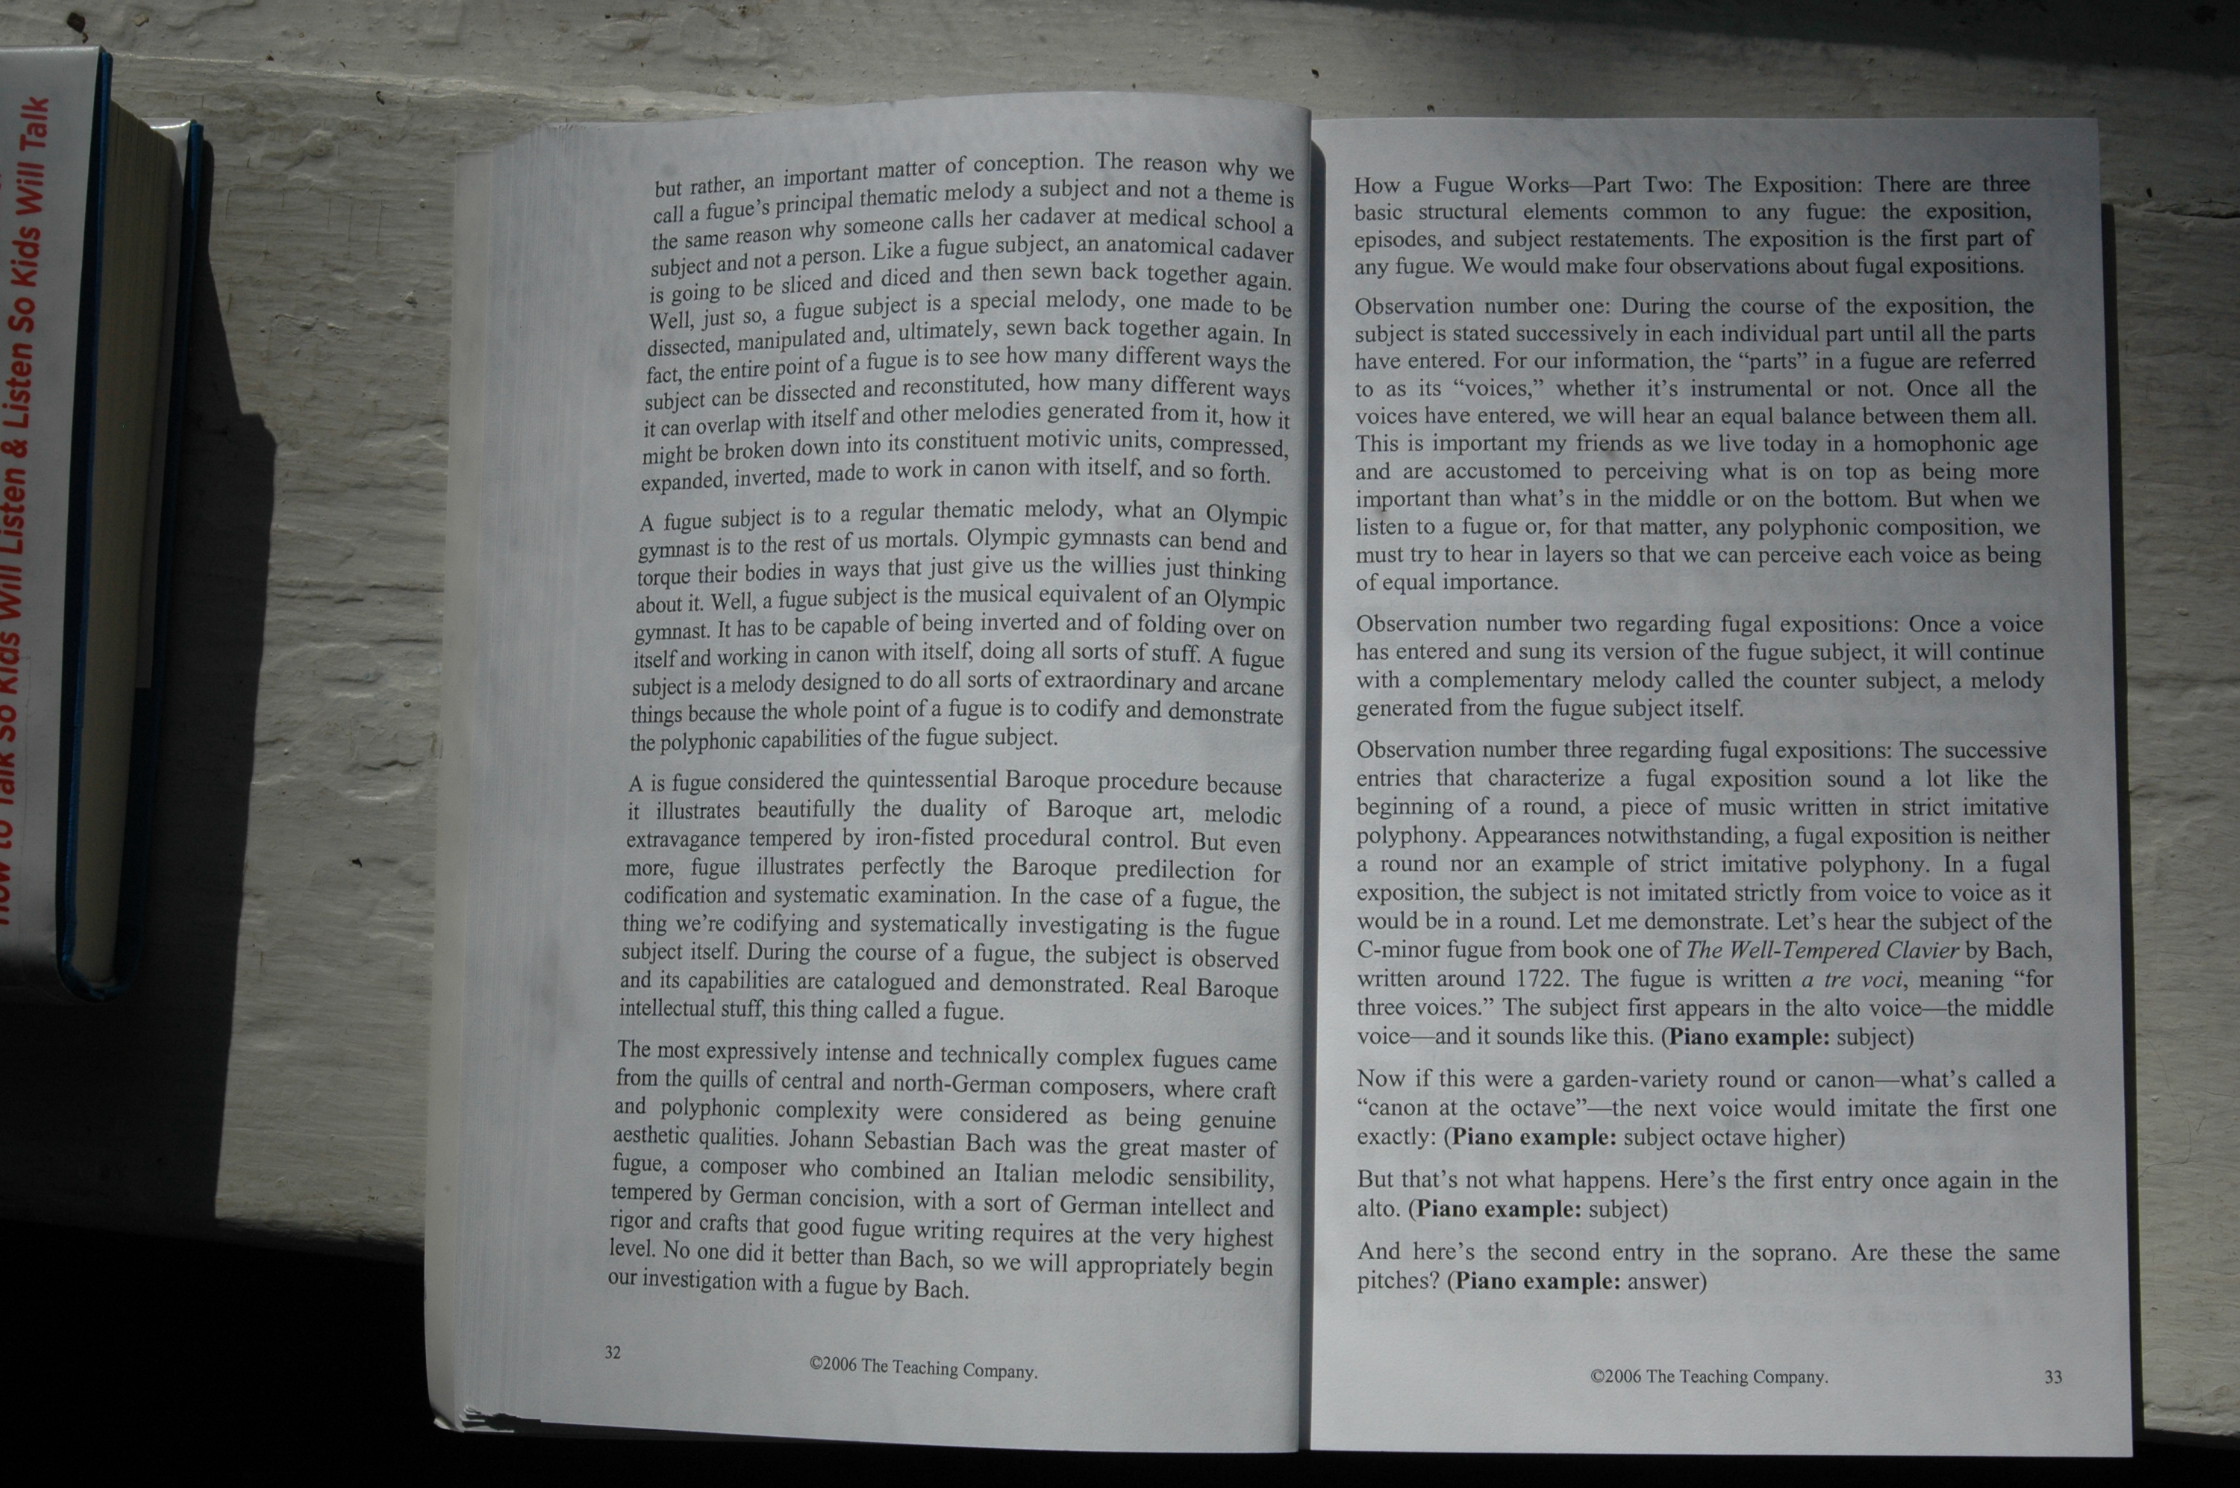 How to Talk So Kids Will Listen & Listen So Kids Will Talk
but rather, an important matter of conception. The reason why we
call a fugue's principal thematic melody a subject and not a theme is
the same reason why someone calls her cadaver at medical school a
subject and not a person. Like a fugue subject, an anatomical cadaver
is going to be sliced and diced and then sewn back together again.
Well, just so, a fugue subject is a special melody, one made to be
dissected, manipulated and, ultimately, sewn back together again. In
fact, the entire point of a fugue is to see how many different ways the
subject can be dissected and reconstituted, how many different ways
it can overlap with itself and other melodies generated from it, how it
might be broken down into its constituent motivic units, compressed,
expanded, inverted, made to work in canon with itself, and so forth.
A fugue subject is to a regular thematic melody, what an Olympic
gymnast is to the rest of us mortals. Olympic gymnasts can bend and
torque their bodies in ways that just give us the willies just thinking
about it. Well, a fugue subject is the musical equivalent of an Olympic
gymnast. It has to be capable of being inverted and of folding over on
itself and working in canon with itself, doing all sorts of stuff. A fugue
subject is a melody designed to do all sorts of extraordinary and arcane
things because the whole point of a fugue is to codify and demonstrate
the polyphonic capabilities of the fugue subject.
A is fugue considered the quintessential Baroque procedure because
it illustrates beautifully the duality of Baroque art, melodic
extravagance tempered by iron-fisted procedural control. But even
more, fugue illustrates perfectly the Baroque predilection for
codification and systematic examination. In the case of a fugue, the
thing we're codifying and systematically investigating is the fugue
subject itself. During the course of a fugue, the subject is observed
and its capabilities are catalogued and demonstrated. Real Baroque
intellectual stuff, this thing called a fugue.
The most expressively intense and technically complex fugues came
from the quills of central and north-German composers, where craft
and polyphonic complexity were considered as being genuine
aesthetic qualities. Johann Sebastian Bach was the great master of
fugue, a composer who combined an Italian melodic sensibility,
tempered by German concision, with a sort of German intellect and
rigor and crafts that good fugue writing requires at the very highest
level. No one did it better than Bach, so we will appropriately begin
our investigation with a fugue by Bach.
32
©2006 The Teaching Company.
How a Fugue Works—Part Two: The Exposition: There are three
basic structural elements common to any fugue: the exposition,
episodes, and subject restatements. The exposition is the first part of
any fugue. We would make four observations about fugal expositions.
Observation number one: During the course of the exposition, the
subject is stated successively in each individual part until all the parts
have entered. For our information, the "parts" in a fugue are referred
to as its "voices," whether it's instrumental or not. Once all the
voices have entered, we will hear an equal balance between them all.
This is important my friends as we live today in a homophonic age
and are accustomed to perceiving what is on top as being more
important than what's in the middle or on the bottom. But when we
listen to a fugue or, for that matter, any polyphonic composition, we
must try to hear in layers so that we can perceive each voice as being
of equal importance.
Observation number two regarding fugal expositions: Once a voice
has entered and sung its version of the fugue subject, it will continue
with a complementary melody called the counter subject, a melody
generated from the fugue subject itself.
Observation number three regarding fugal expositions: The successive
entries that characterize a fugal exposition sound a lot like the
beginning of a round, a piece of music written in strict imitative
polyphony. Appearances notwithstanding, a fugal exposition is neither
a round nor an example of strict imitative polyphony. In a fugal
exposition, the subject is not imitated strictly from voice to voice as it
would be in a round. Let me demonstrate. Let's hear the subject of the
C-minor fugue from book one of The Well-Tempered Clavier by Bach,
written around 1722. The fugue is written a tre voci, meaning "for
three voices." The subject first appears in the alto voice—the middle
voice—and it sounds like this. (Piano example: subject)
Now if this were a garden-variety round or canon—what's called a
"canon at the octave"—the next voice would imitate the first one
exactly: (Piano example: subject octave higher)
But that's not what happens. Here's the first entry once again in the
alto. (Piano example: subject)
And here's the second entry in the soprano. Are these the same
pitches? (Piano example: answer)
©2006 The Teaching Company.
33